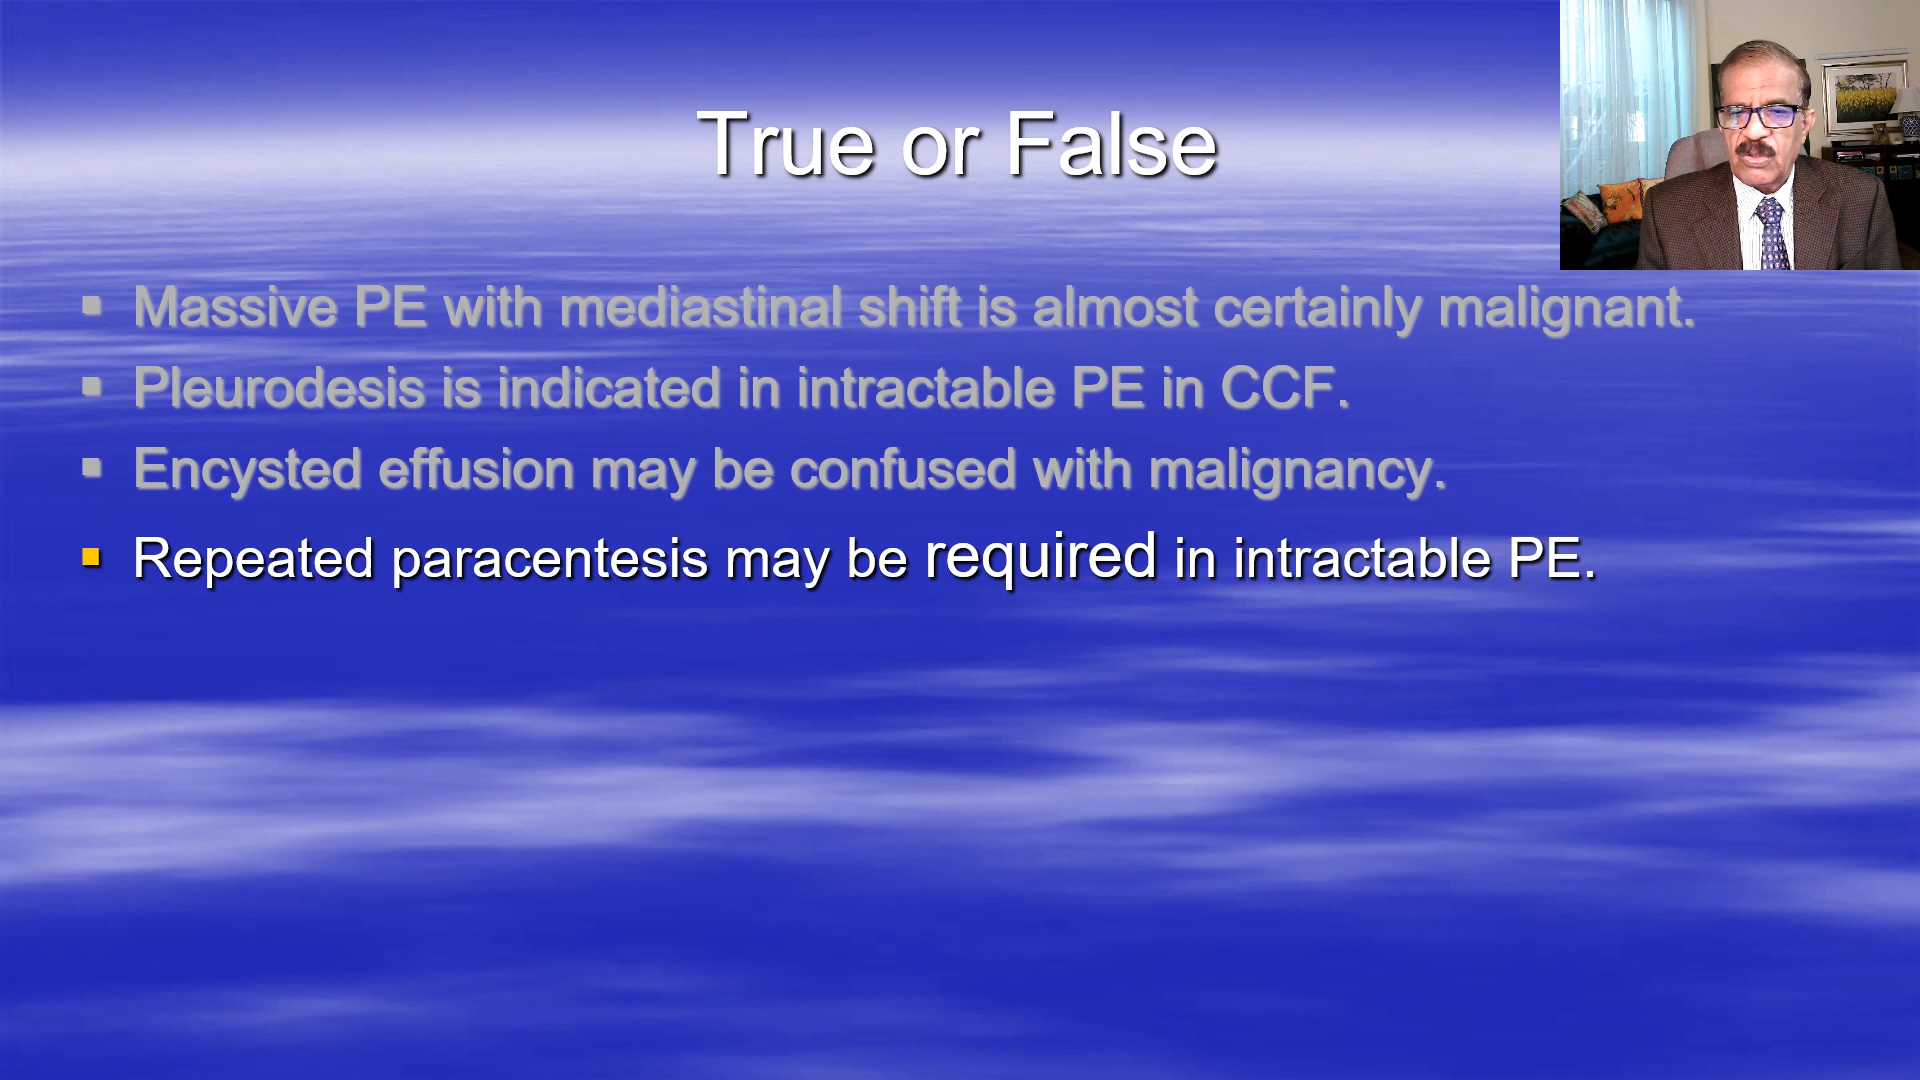 True or False
Massive PE with mediastinal shift is almost certainly malignant.
Pleurodesis is indicated in intractable PE in CCF.
Encysted effusion may be confused with malignancy.
Repeated paracentesis may be required in intractable PE.